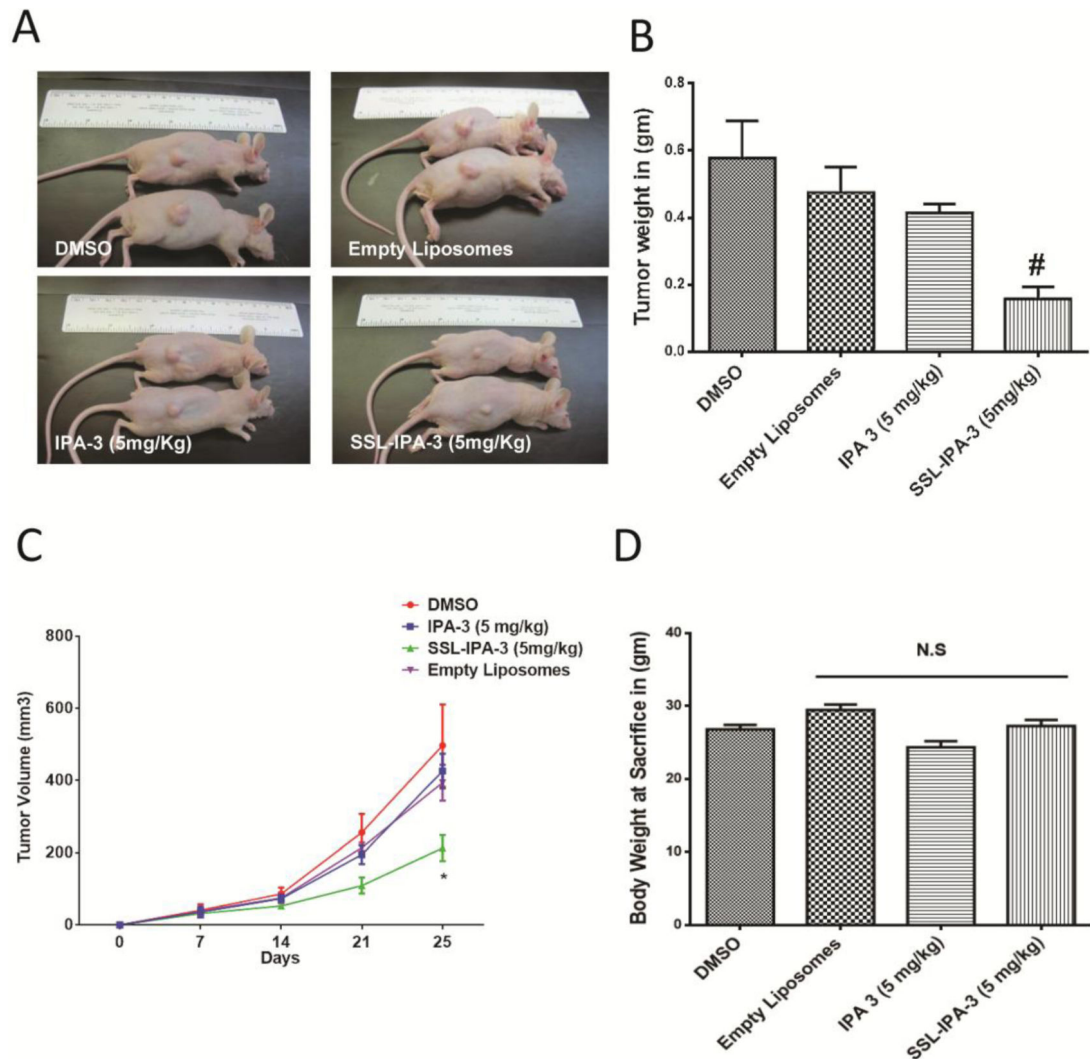 A
DMSO
Empty Liposomes
IPA-3 (5mg/Kg)
SSL-IPA-3 (5mg/Kg)
B
Tumor weight in (gm)
0.8
0.6
0.4
0.2
0.0
#
DMSO
Empty Liposomes
IPA 3 (5 mg/kg)
SSL-IPA-3 (5mg/kg)
C
DMSO
IPA-3 (5 mg/kg)
SSL-IPA-3 (5mg/kg)
Empty Liposomes
Tumor Volume (mm3)
800
600
400
200
0
*
0 7 14 21 25
Days
D
Body Weight at Sacrifice in (gm)
40
30
20
10
0
N.S
DMSO
Empty Liposomes
IPA 3 (5 mg/kg)
SSL-IPA-3 (5 mg/kg)